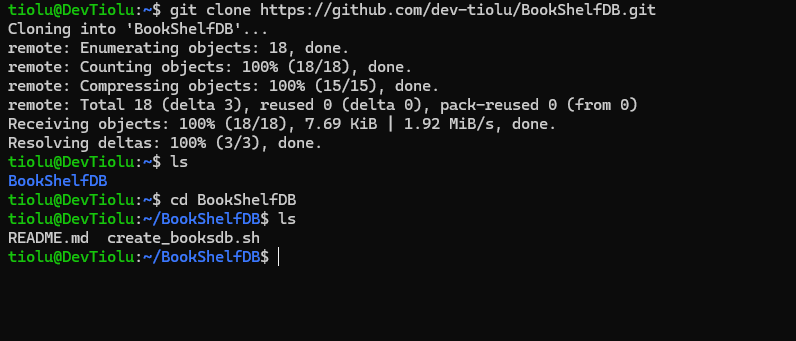 tiolu@DevTiolu:~$ git clone https://github.com/dev-tiolu/BookShelfDB.git
Cloning into 'BookShelfDB'...
remote: Enumerating objects: 18, done.
remote: Counting objects: 100% (18/18), done.
remote: Compressing objects: 100% (15/15), done.
remote: Total 18 (delta 3), reused 0 (delta 0), pack-reused 0 (from 0)
Receiving objects: 100% (18/18), 7.69 KiB | 1.92 MiB/s, done.
Resolving deltas: 100% (3/3), done.
tiolu@DevTiolu:~$ ls
BookShelfDB
tiolu@DevTiolu:~$ cd BookShelfDB
tiolu@DevTiolu:~/BookShelfDB$ ls
README.md  create_booksdb.sh
tiolu@DevTiolu:~/BookShelfDB$